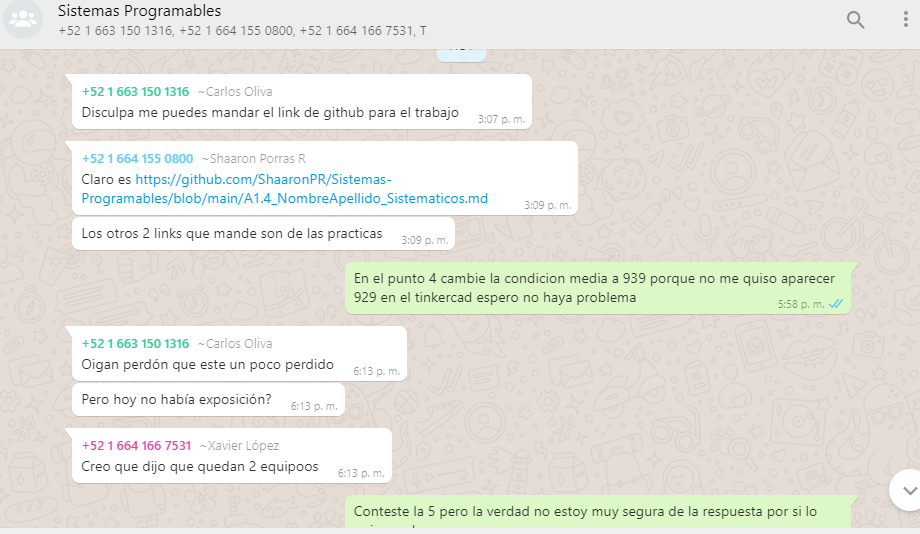 Sistemas Programables
+52 1 663 150 1316, +52 1 664 155 0800, +52 1 664 166 7531, T
+52 1 663 150 1316 ~Carlos Oliva
Disculpa me puedes mandar el link de github para el trabajo
3:07 p. m.
+52 1 664 155 0800 ~Shaaron Porras R
Claro es https://github.com/ShaaronPR/Sistemas-
Programables/blob/main/A1.4_NombreApellido_Sistematicos.md
3:09 p. m.
Los otros 2 links que mande son de las practicas
3:09 p. m.
En el punto 4 cambie la condicion media a 939 porque no me quiso aparecer
929 en el tinkercad espero no haya problema
5:58 p. m.
+52 1 663 150 1316 ~Carlos Oliva
Oigan perdón que este un poco perdido
6:13 p. m.
Pero hoy no había exposición?
6:13 p. m.
+52 1 664 166 7531 ~Xavier López
Creo que dijo que quedan 2 equipoos
6:13 p. m.
Conteste la 5 pero la verdad no estoy muy segura de la respuesta por si lo